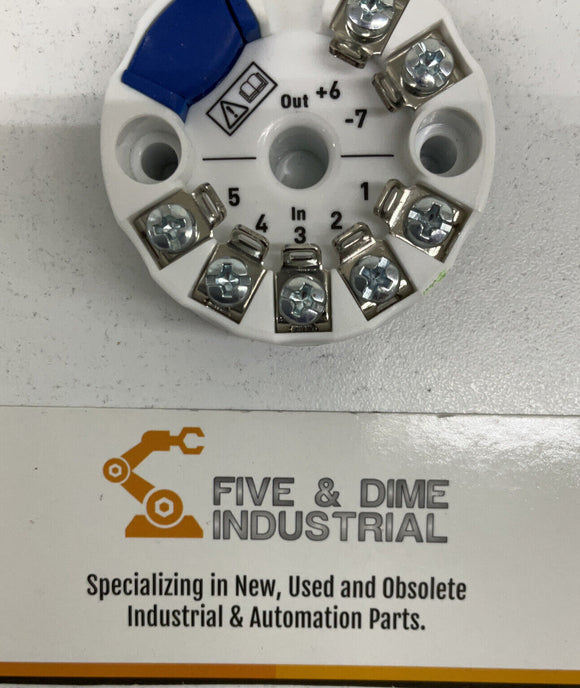 Out +6
-7
5
4
In
3
2
1
FIVE & DIME
INDUSTRIAL
Specializing in New, Used and Obsolete
Industrial & Automation Parts.